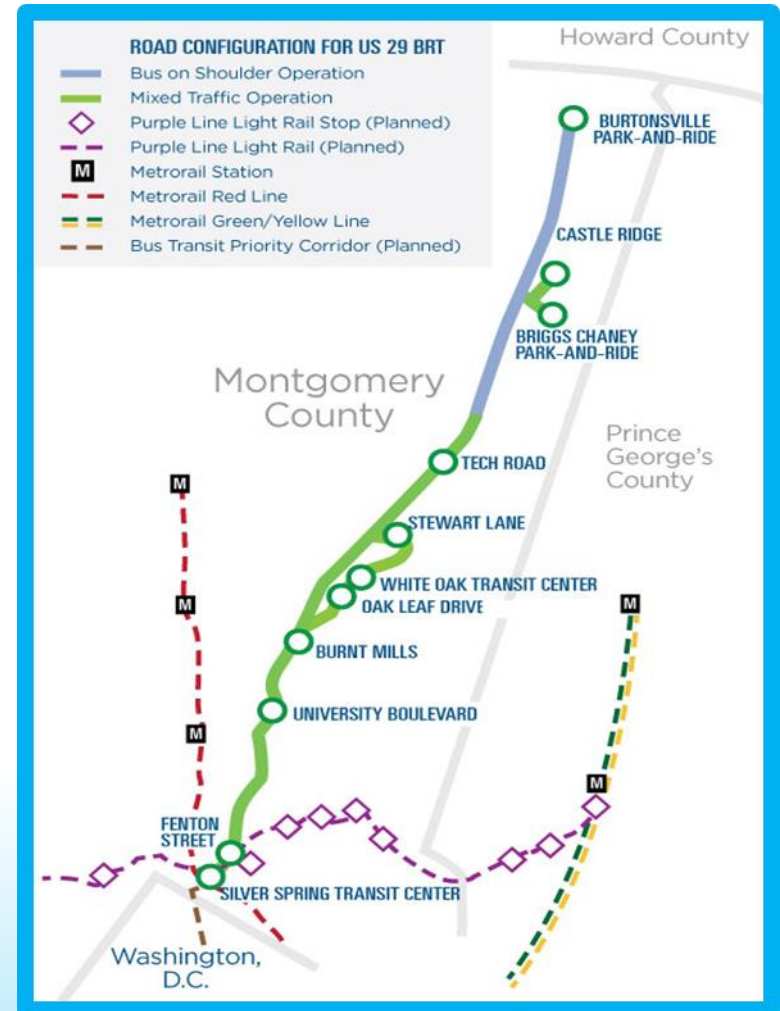 ROAD CONFIGURATION FOR US 29 BRT
Bus on Shoulder Operation
Mixed Traffic Operation
Purple Line Light Rail Stop (Planned)
Purple Line Light Rail (Planned)
M
Metrorail Station
Metrorail Red Line
Metrorail Green/Yellow Line
Bus Transit Priority Corridor (Planned)
Howard County
BURTONSVILLE
PARK-AND-RIDE
CASTLE RIDGE
BRIGGS CHANEY
PARK-AND-RIDE
Montgomery
County
Prince
George's
County
TECH ROAD
M
STEWART LANE
WHITE OAK TRANSIT CENTER
OAK LEAF DRIVE
M
M
BURNT MILLS
UNIVERSITY BOULEVARD
M
M
FENTON
STREET
SILVER SPRING TRANSIT CENTER
Washington,
D.C.